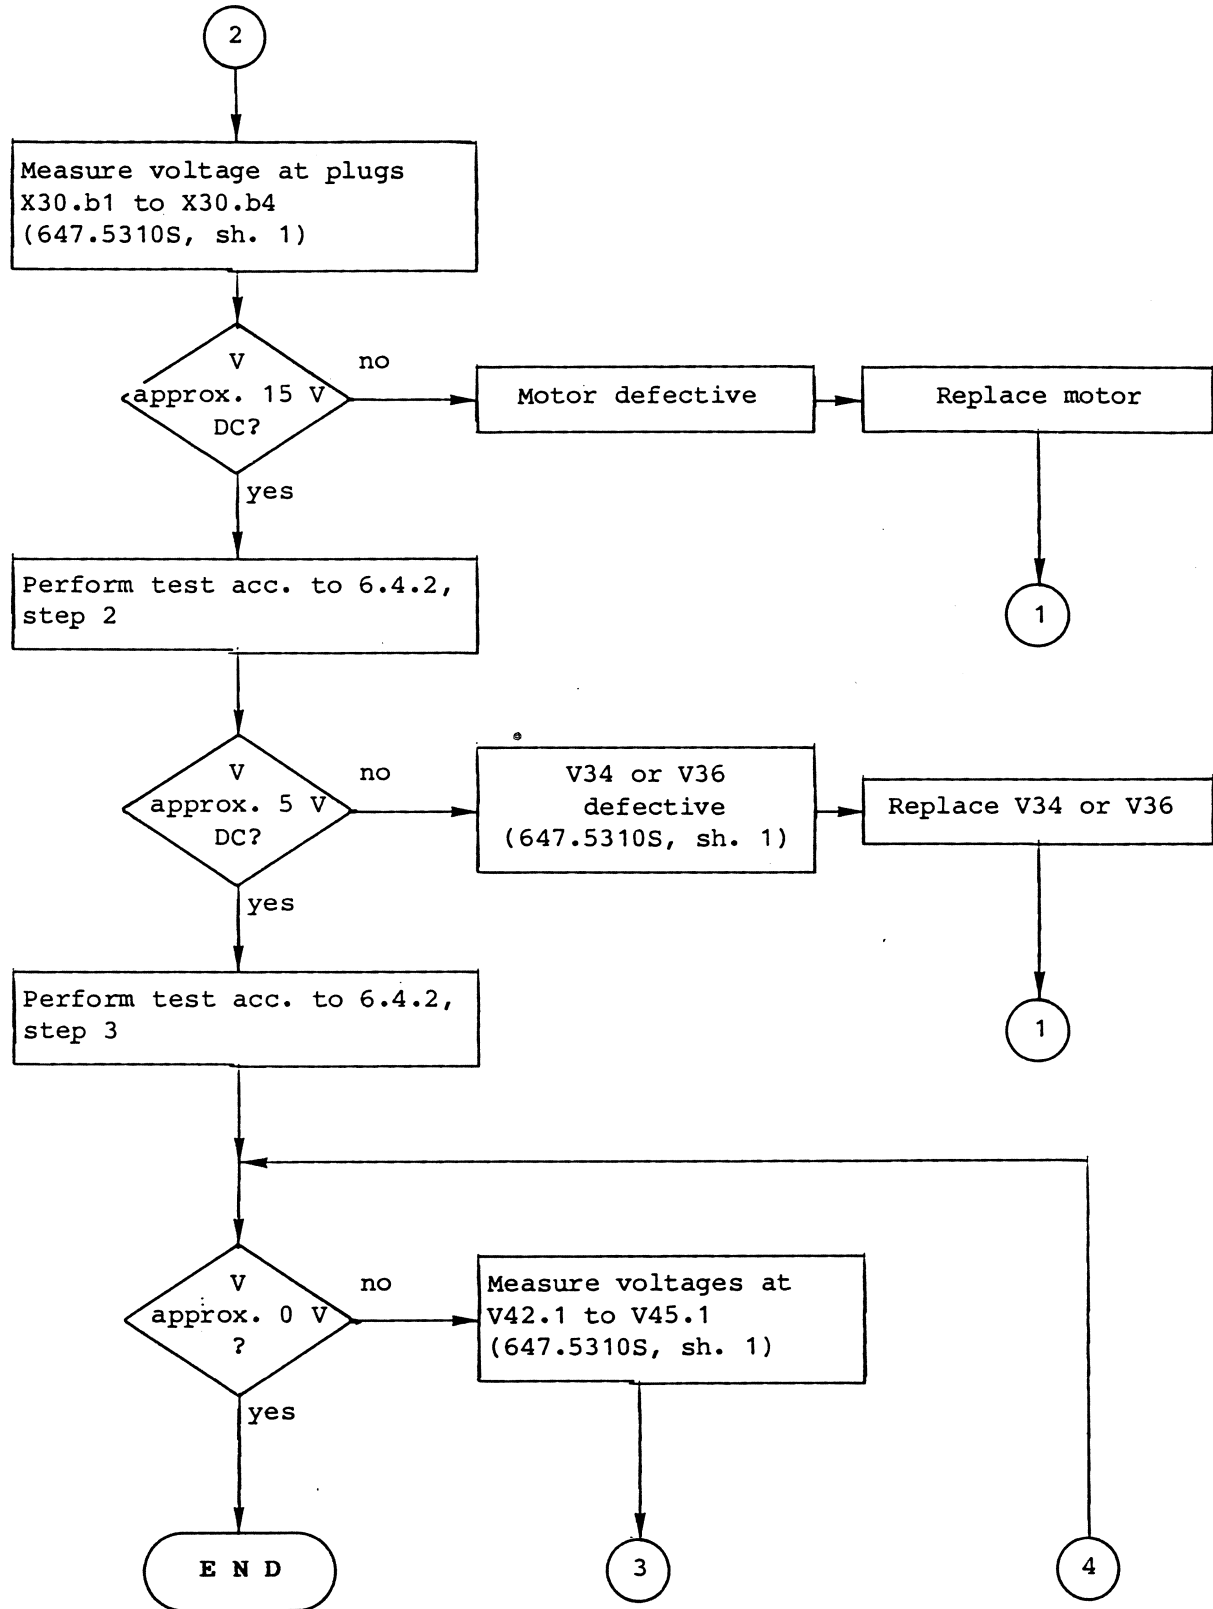 2
Measure voltage at plugs
X30.b1 to X30.b4
(647.5310S, sh. 1)
V
approx. 15 V
DC?
no
Motor defective
Replace motor
yes
1
Perform test acc. to 6.4.2,
step 2
V
approx. 5 V
DC?
no
V34 or V36
defective
(647.5310S, sh. 1)
Replace V34 or V36
yes
1
Perform test acc. to 6.4.2,
step 3
V
approx. 0 V
?
no
Measure voltages at
V42.1 to V45.1
(647.5310S, sh. 1)
yes
E N D
3
4